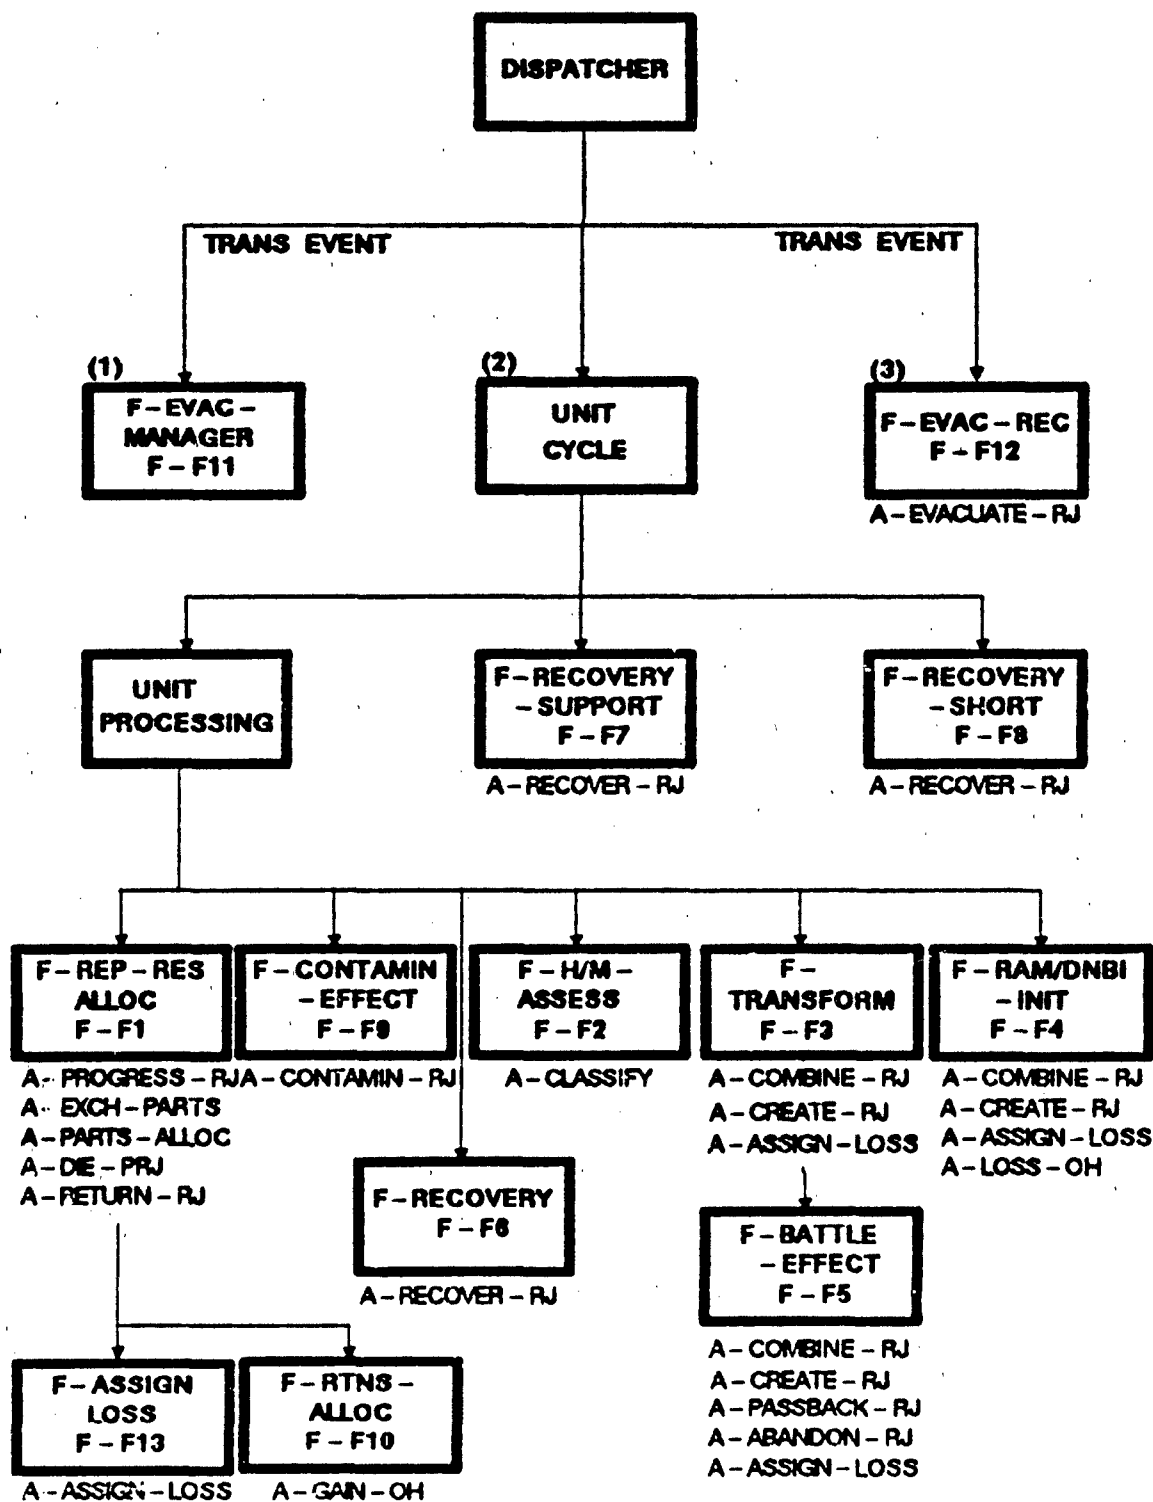 DISPATCHER
TRANS EVENT
TRANS EVENT
(1)
F-EVAC-
MANAGER
F-F11
(2)
UNIT
CYCLE
(3)
F-EVAC-REC
F-F12
A-EVACUATE-RJ
UNIT
PROCESSING
F-RECOVERY
-SUPPORT
F-F7
A-RECOVER-RJ
F-RECOVERY
-SHORT
F-F8
A-RECOVER-RJ
F-REP-RES
ALLOC
F-F1
A-PROGRESS-RJ
A-EXCH-PARTS
A-PARTS-ALLOC
A-DIE-PRJ
A-RETURN-RJ
F-CONTAMIN
-EFFECT
F-F9
A-CONTAMIN-RJ
F-H/M-
ASSESS
F-F2
A-CLASSIFY
F-
TRANSFORM
F-F3
A-COMBINE-RJ
A-CREATE-RJ
A-ASSIGN-LOSS
F-RAM/DNBI
-INIT
F-F4
A-COMBINE-RJ
A-CREATE-RJ
A-ASSIGN-LOSS
A-LOSS-OH
F-RECOVERY
F-F6
A-RECOVER-RJ
F-BATTLE
-EFFECT
F-F5
A-COMBINE-RJ
A-CREATE-RJ
A-PASSBACK-RJ
A-ABANDON-RJ
A-ASSIGN-LOSS
F-ASSIGN
LOSS
F-F13
A-ASSIGN-LOSS
F-RTNS-
ALLOC
F-F10
A-GAIN-OH